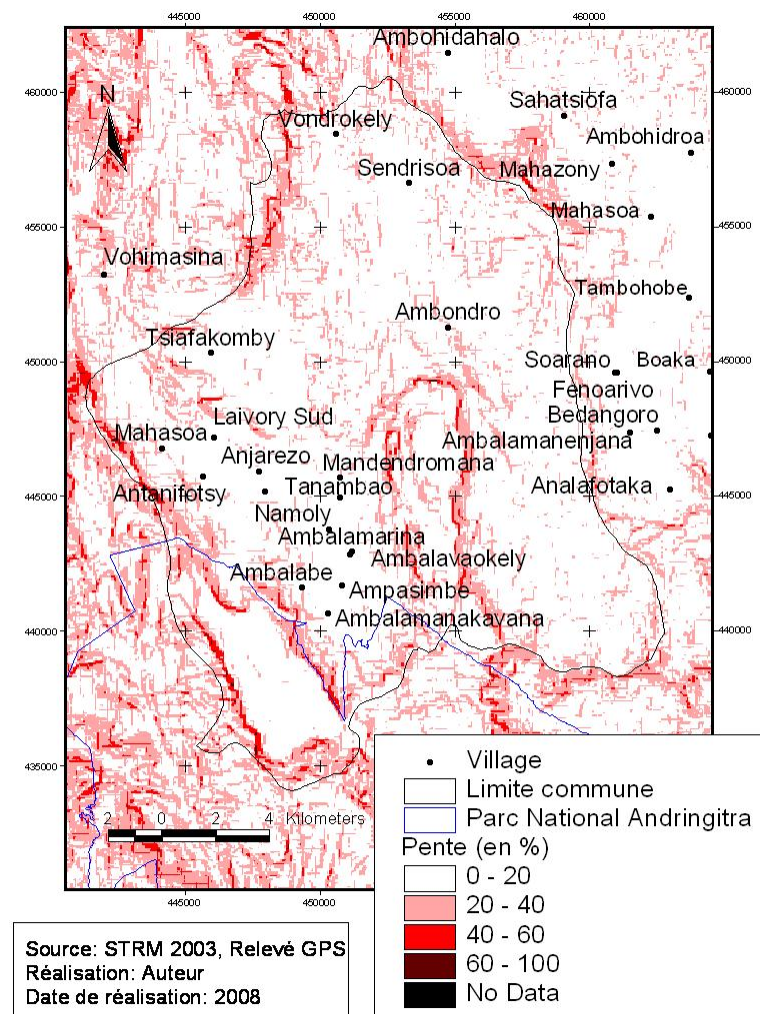 445000 450000 455000 460000
Ambohidahalo
460000 460000
N
Sahatsiofa
Vondrokely
Ambohidroa
Sendrisoa
Mahazony
Mahasoa
455000 455000
Vohimasina
Tambohobe
Ambondro
Tsiafakomby
450000 450000
Soarano Boaka
Fenoarivo
Laivory Sud
Bedangoro
Mahasoa
Ambalamanenjana
Anjarezo
Mandendromana
Tanambao
Analafotaka
Antanifotsy
445000 445000
Namoly
Ambalamarina
Ambalavaokely
Ambalabe
Ampasimbe
Ambalamanakavana
440000 440000
435000
2 0 2 4 Kilometers
445000 450000
Village
Limite commune
Parc National Andringitra
Pente (en %)
0 - 20
20 - 40
40 - 60
60 - 100
No Data
Source: STRM 2003, Relevé GPS
Réalisation: Auteur
Date de réalisation: 2008